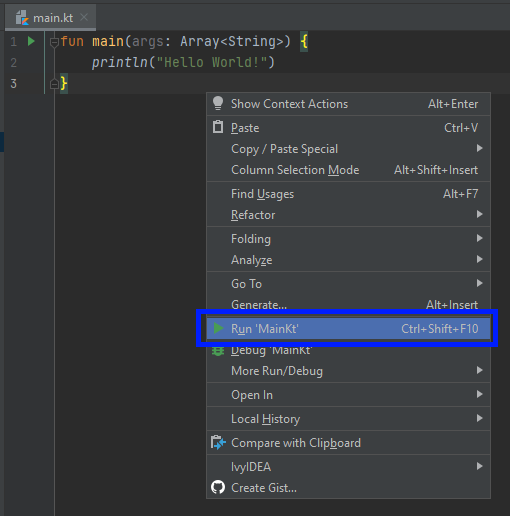 main.kt
1 fun main(args: Array<String>) {
2 println("Hello World!")
3 }
Show Context Actions Alt+Enter
Paste Ctrl+V
Copy / Paste Special
Column Selection Mode Alt+Shift+Insert
Find Usages Alt+F7
Refactor
Folding
Analyze
Go To
Generate... Alt+Insert
Run 'MainKt' Ctrl+Shift+F10
Debug 'MainKt'
More Run/Debug
Open In
Local History
Compare with Clipboard
IvyIDEA
Create Gist...